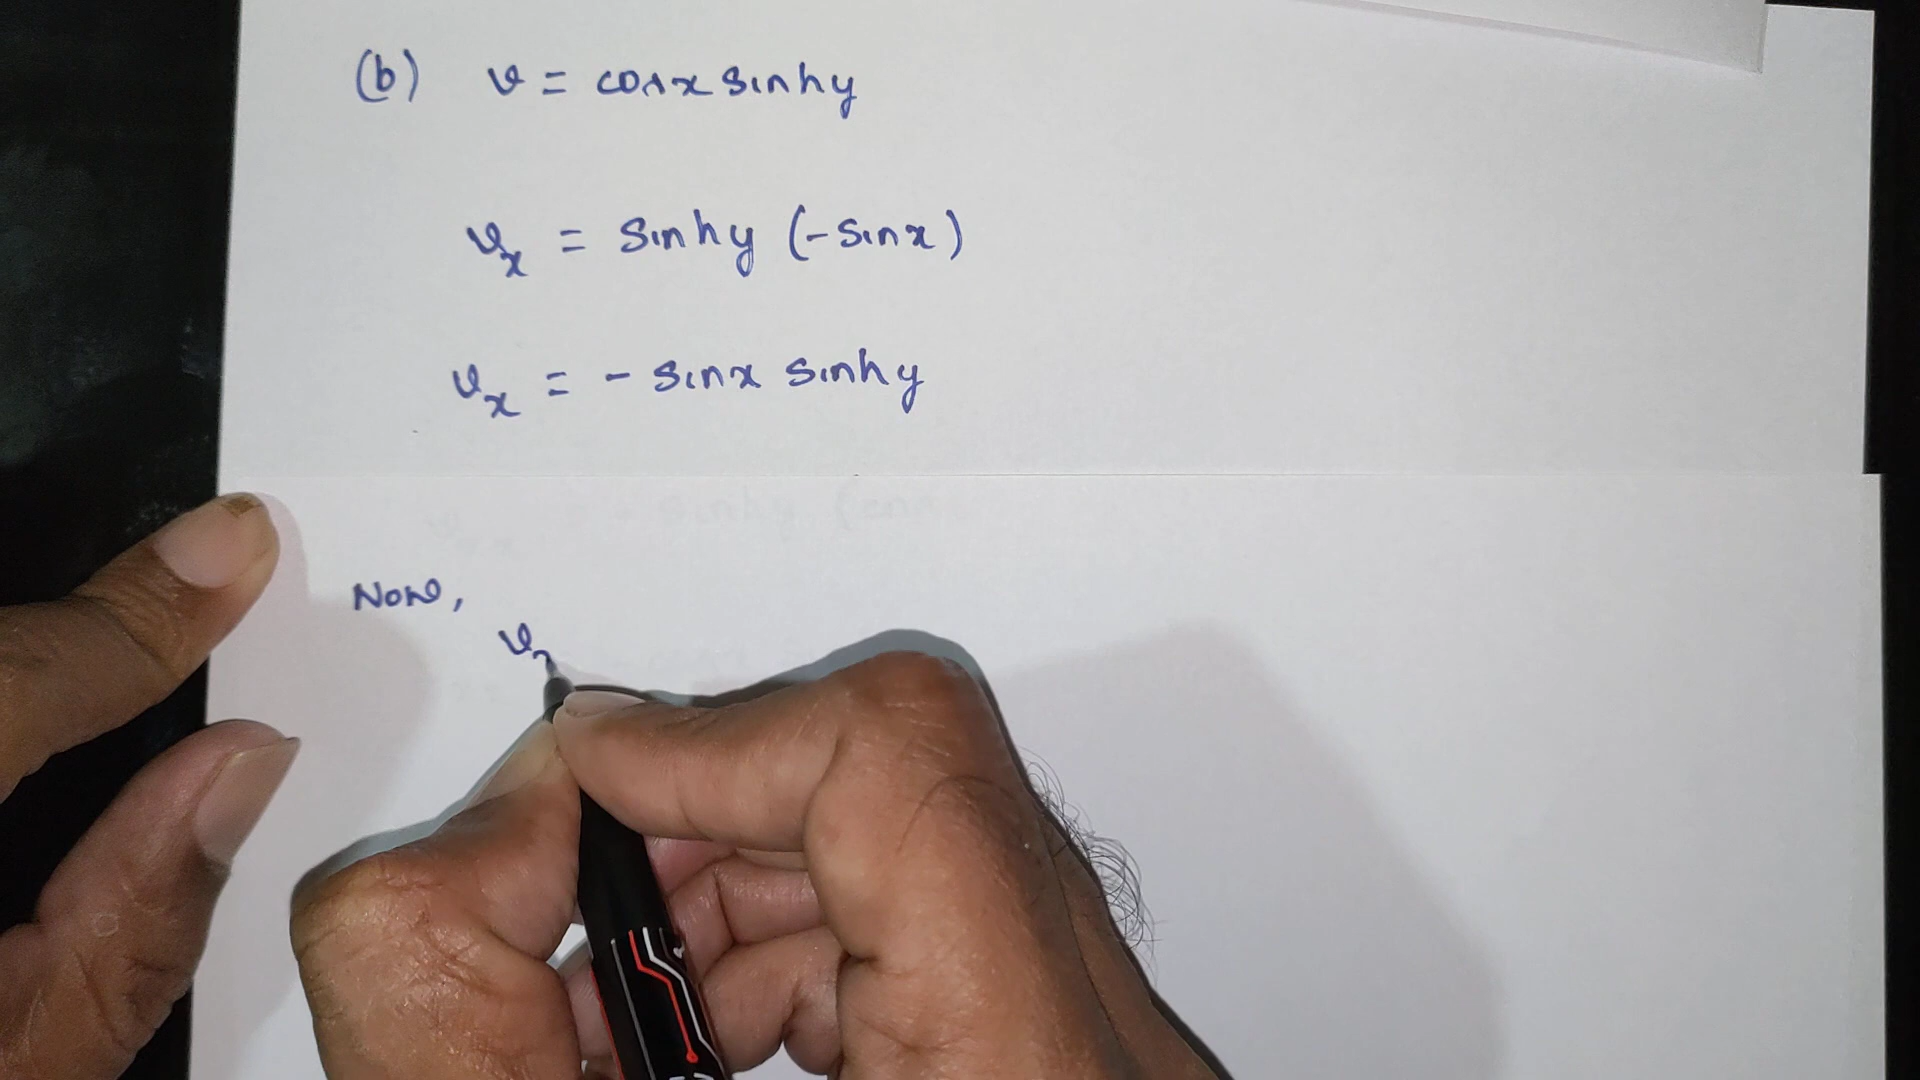 (b) v = cosx sinhy
vx = sinhy (-sinx)
vx = - sinx sinhy
Now,
v